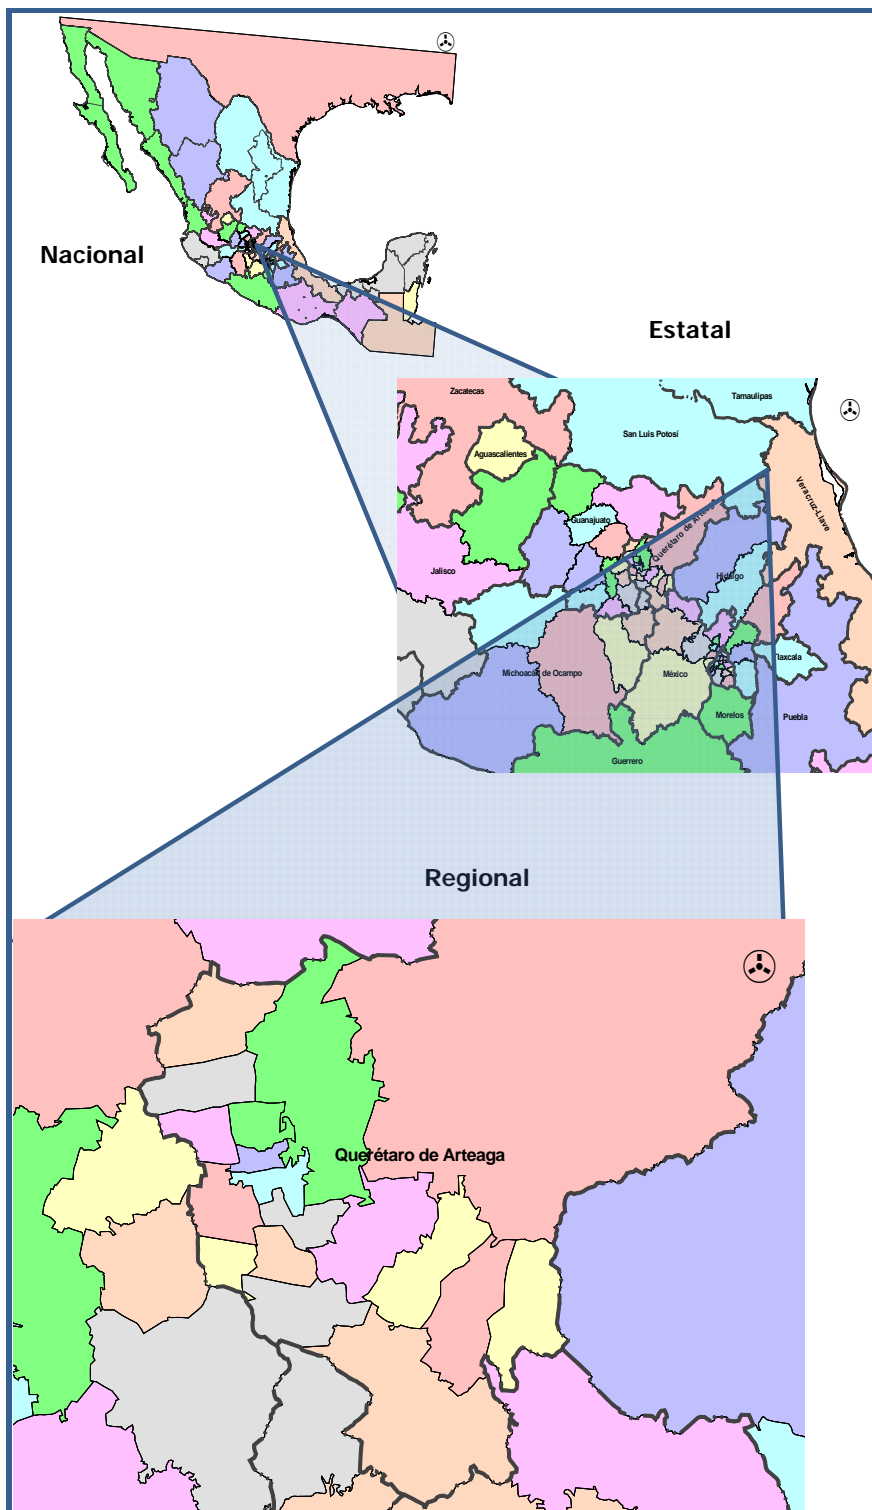 Nacional
Estatal
Zacatecas
Tamaulipas
San Luis Potosí
Aguascalientes
Veracruz-Llave
Guanajuato
Querétaro de Arteaga
Jalisco
Hidalgo
Tlaxcala
Michoacán de Ocampo
México
Morelos
Puebla
Guerrero
Regional
Querétaro de Arteaga